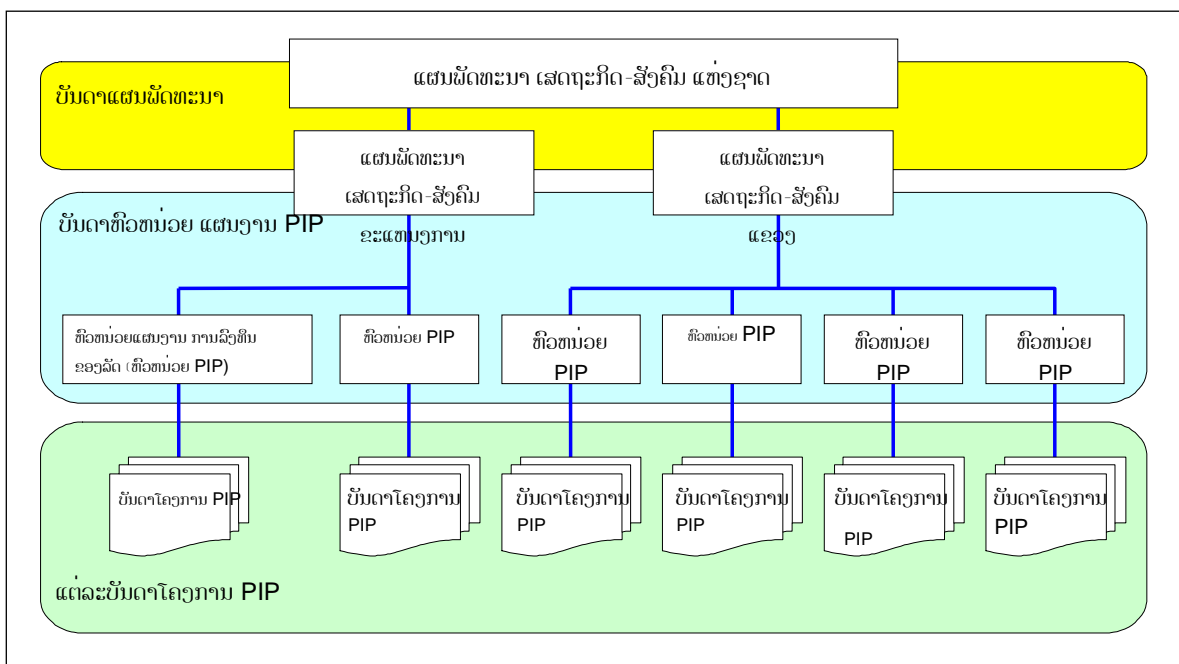 ແຜນພັດທະນາ ເສດຖະກິດ-ສັງຄົມ ແຫ່ງຊາດ
ບັນດາແຜນພັດທະນາ
ແຜນພັດທະນາ
ເສດຖະກິດ-ສັງຄົມ
ຂະແຫນງການ
ແຜນພັດທະນາ
ເສດຖະກິດ-ສັງຄົມ
ແຂວງ
ບັນດາຫົວຫນ່ວຍ ແຜນງານ PIP
ຫົວຫນ່ວຍແຜນງານ ການລົງທຶນ
ຂອງລັດ (ຫົວຫນ່ວຍ PIP)
ຫົວຫນ່ວຍ PIP
ຫົວຫນ່ວຍ
PIP
ຫົວຫນ່ວຍ PIP
ຫົວຫນ່ວຍ
PIP
ຫົວຫນ່ວຍ
PIP
ບັນດາໂຄງການ PIP
ບັນດາໂຄງການ
PIP
ບັນດາໂຄງການ
PIP
ບັນດາໂຄງການ
PIP
ບັນດາໂຄງການ
PIP
ບັນດາໂຄງການ
PIP
ແຕ່ລະບັນດາໂຄງການ PIP